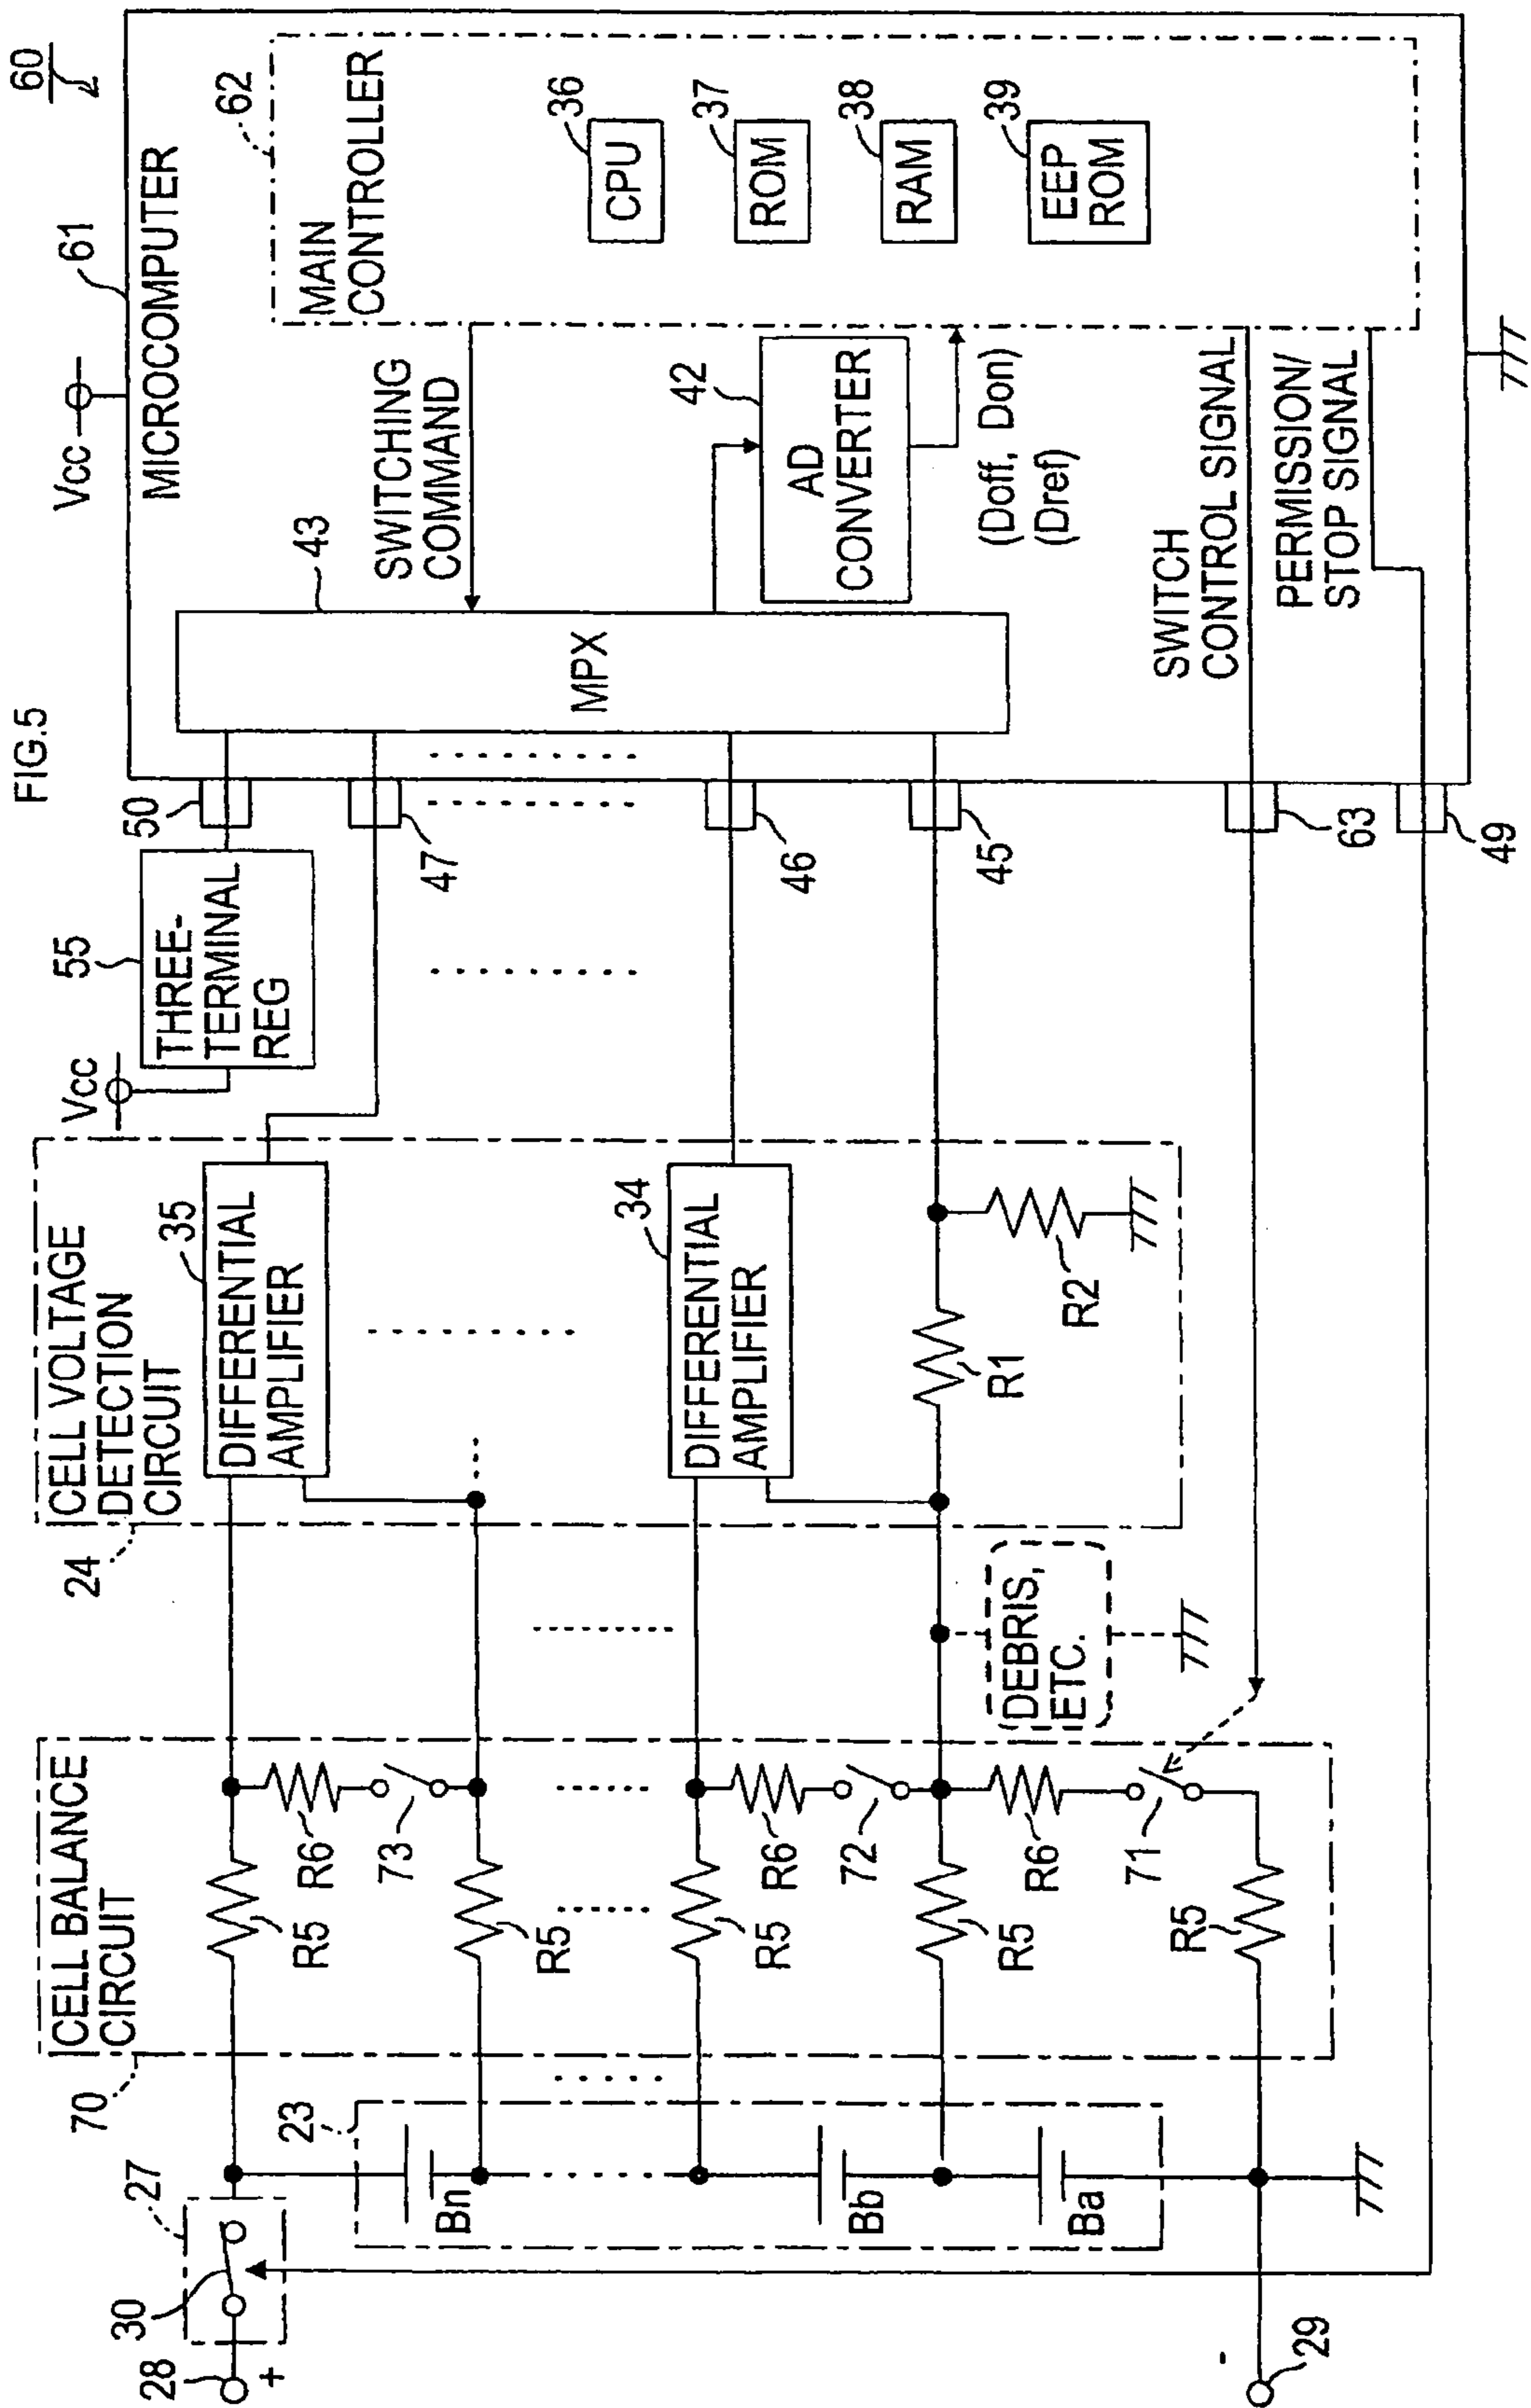 FIG.5
60
Vcc
61
MICROCOMPUTER
62
MAIN
CONTROLLER
36
CPU
37
ROM
38
RAM
39
EEP
ROM
SWITCHING
COMMAND
43
MPX
42
AD
CONVERTER
(Doff, Don)
(Dref)
SWITCH
CONTROL SIGNAL
PERMISSION/
STOP SIGNAL
50
47
46
45
63
49
55
THREE-
TERMINAL
REG
Vcc
CELL VOLTAGE
DETECTION
CIRCUIT
24
35
DIFFERENTIAL
AMPLIFIER
34
DIFFERENTIAL
AMPLIFIER
R1
R2
DEBRIS,
ETC.
CELL BALANCE
CIRCUIT
70
R6
73
R5
R5
R6
72
R5
R6
71
R5
R5
23
Bn
Bb
Ba
27
30
28
+
-
29